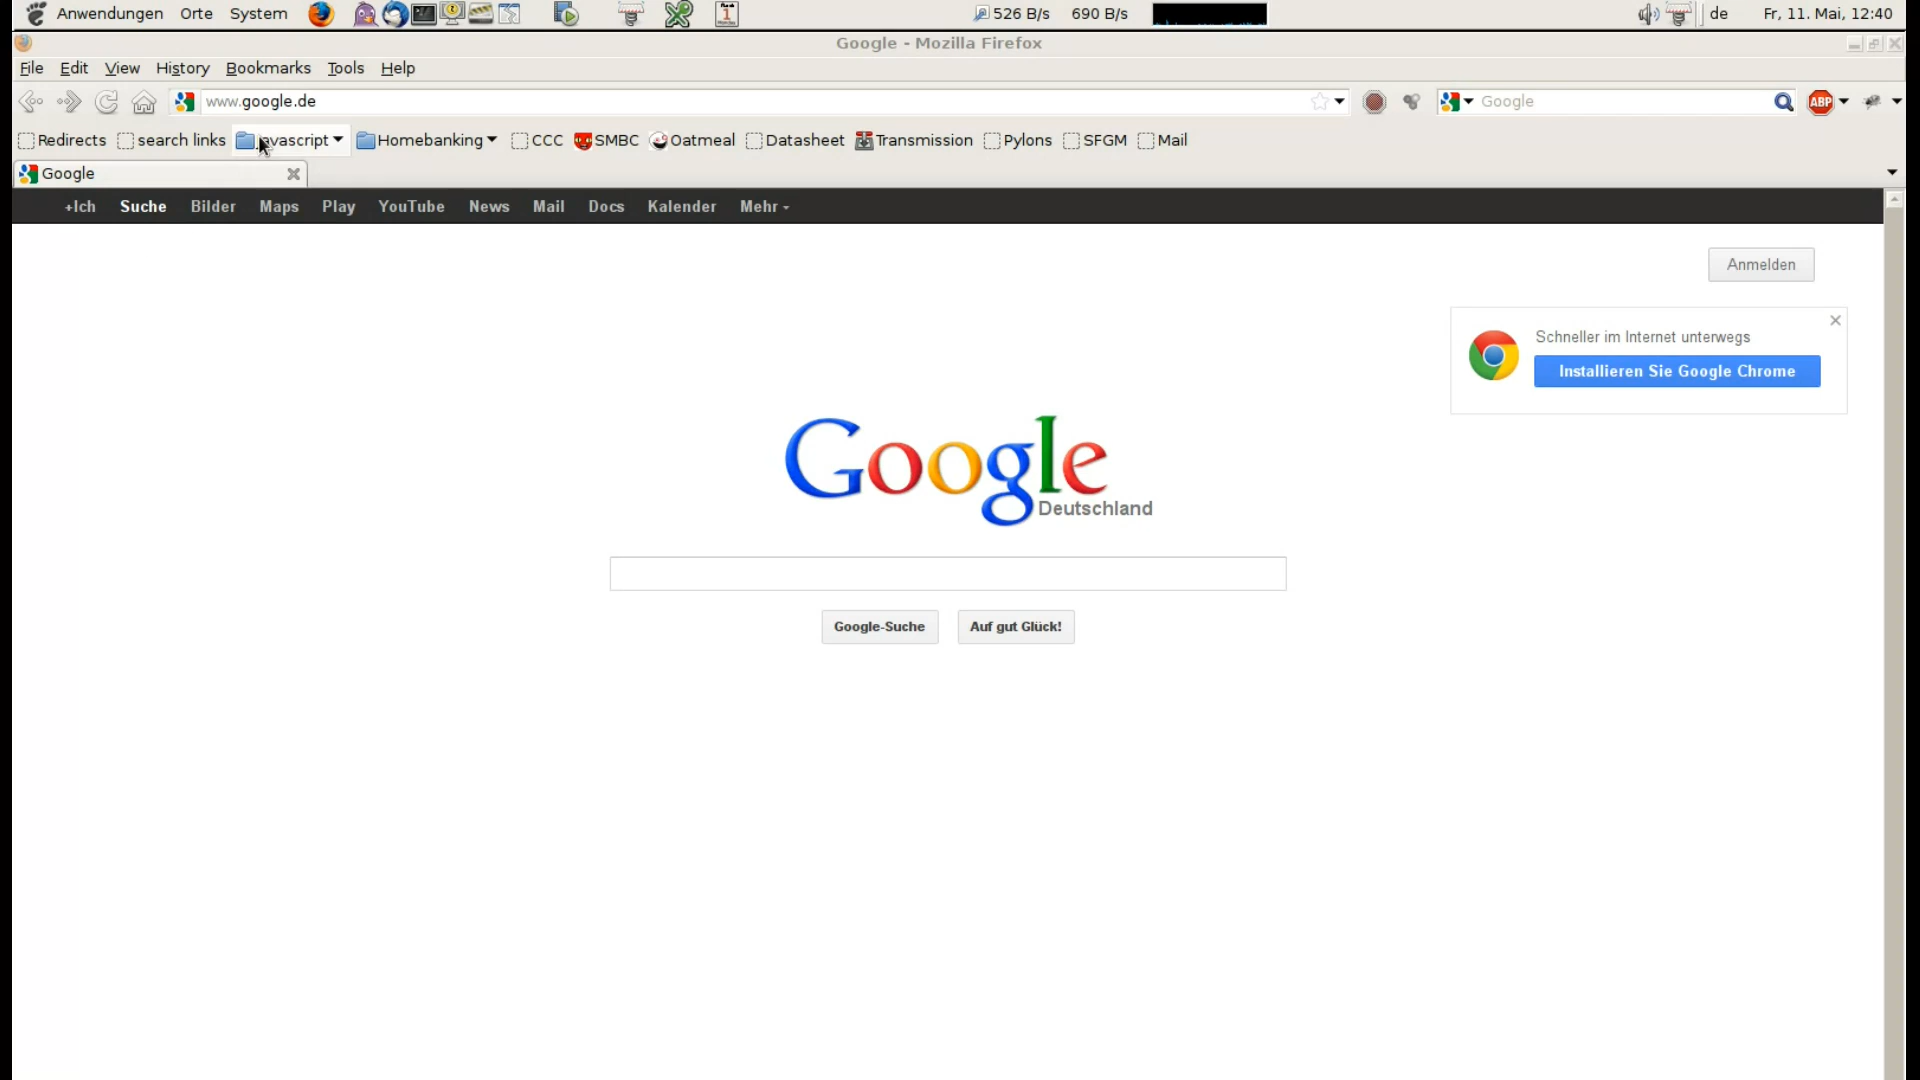 Anwendungen Orte System 526 B/s 690 B/s de Fr, 11. Mai, 12:40
Google - Mozilla Firefox
File Edit View History Bookmarks Tools Help
www.google.de Google ABP
Redirects search links avascript Homebanking CCC SMBC Oatmeal Datasheet Transmission Pylons SFGM Mail
Google
+Ich Suche Bilder Maps Play YouTube News Mail Docs Kalender Mehr
Anmelden
Schneller im Internet unterwegs
Installieren Sie Google Chrome
Google
Deutschland
Google-Suche Auf gut Glück!